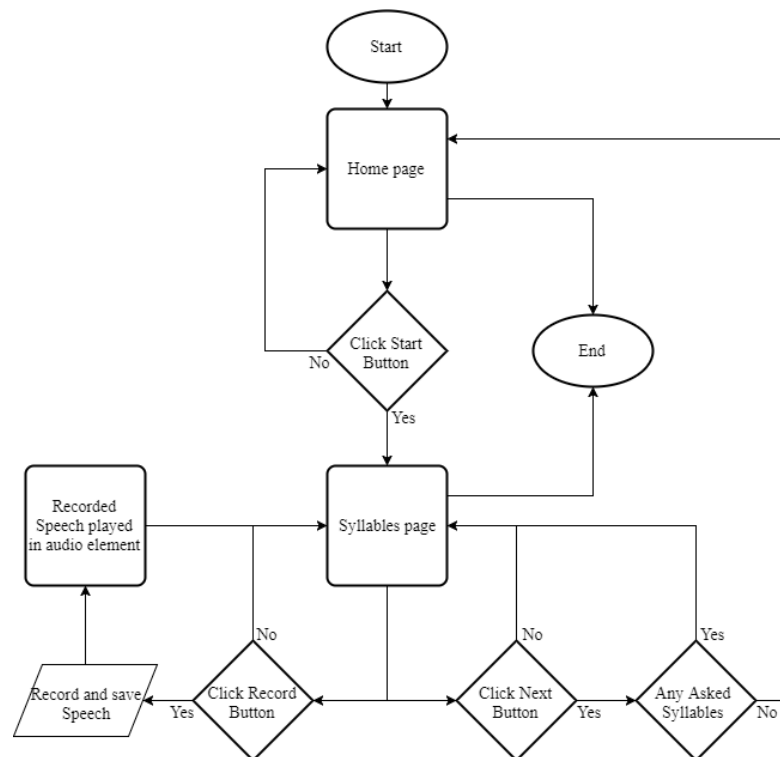 Start
Home page
Click Start
Button
No
Yes
End
Recorded
Speech played
in audio element
Syllables page
No
No
Yes
Record and save
Speech
Yes
Click Record
Button
Click Next
Button
Yes
Any Asked
Syllables
No